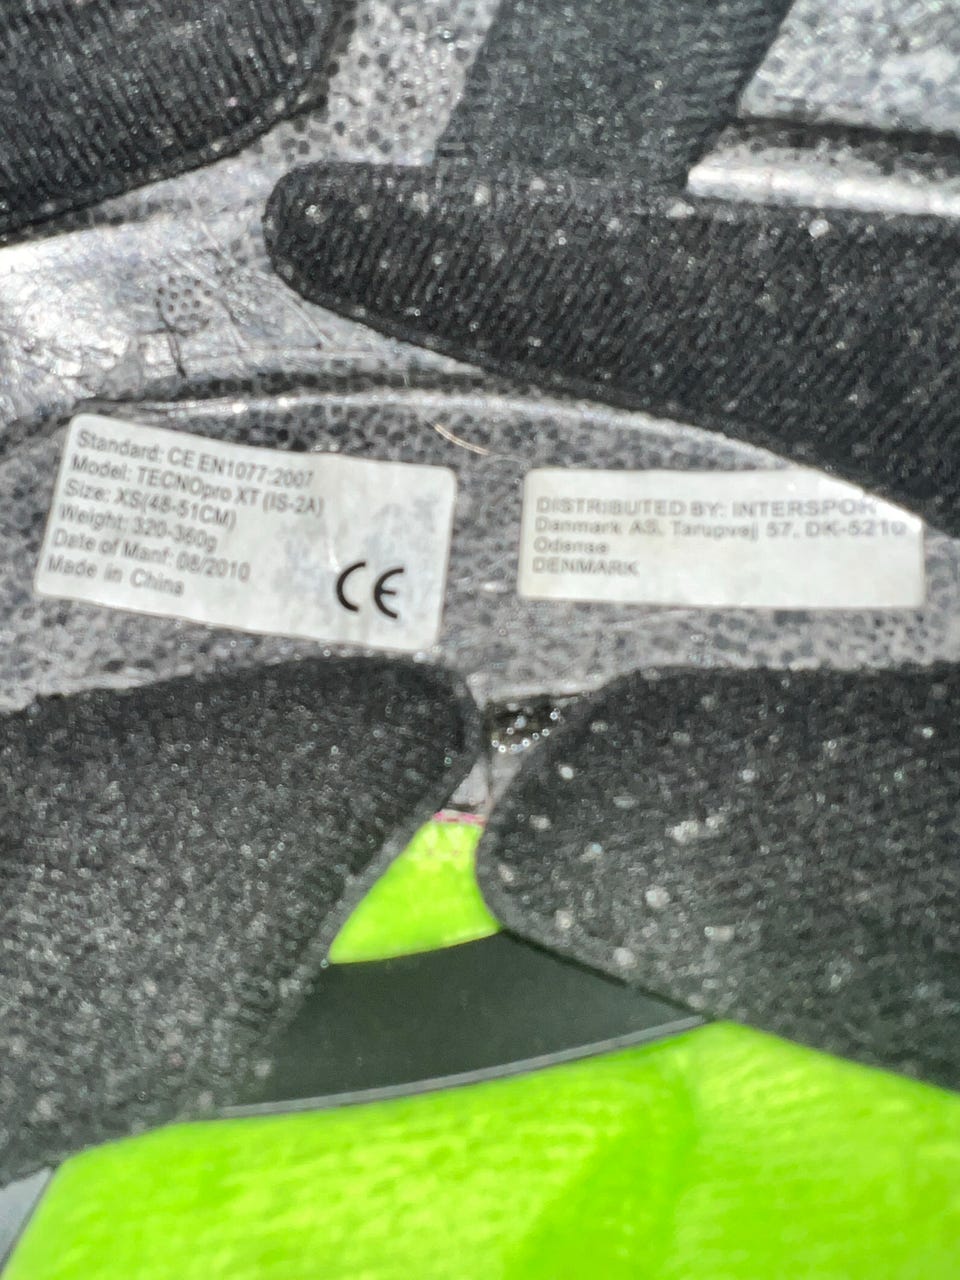 Standard: CE EN1077:2007
Model: TECNOpro XT (IS-2A)
Size: XS(48-51CM)
Weight: 320-360g
Date of Manf: 08/2010
Made in China
CE
DISTRIBUTED BY: INTERSPOR
Danmark AS, Tarupvej 57, DK-5210
Odense
DENMARK